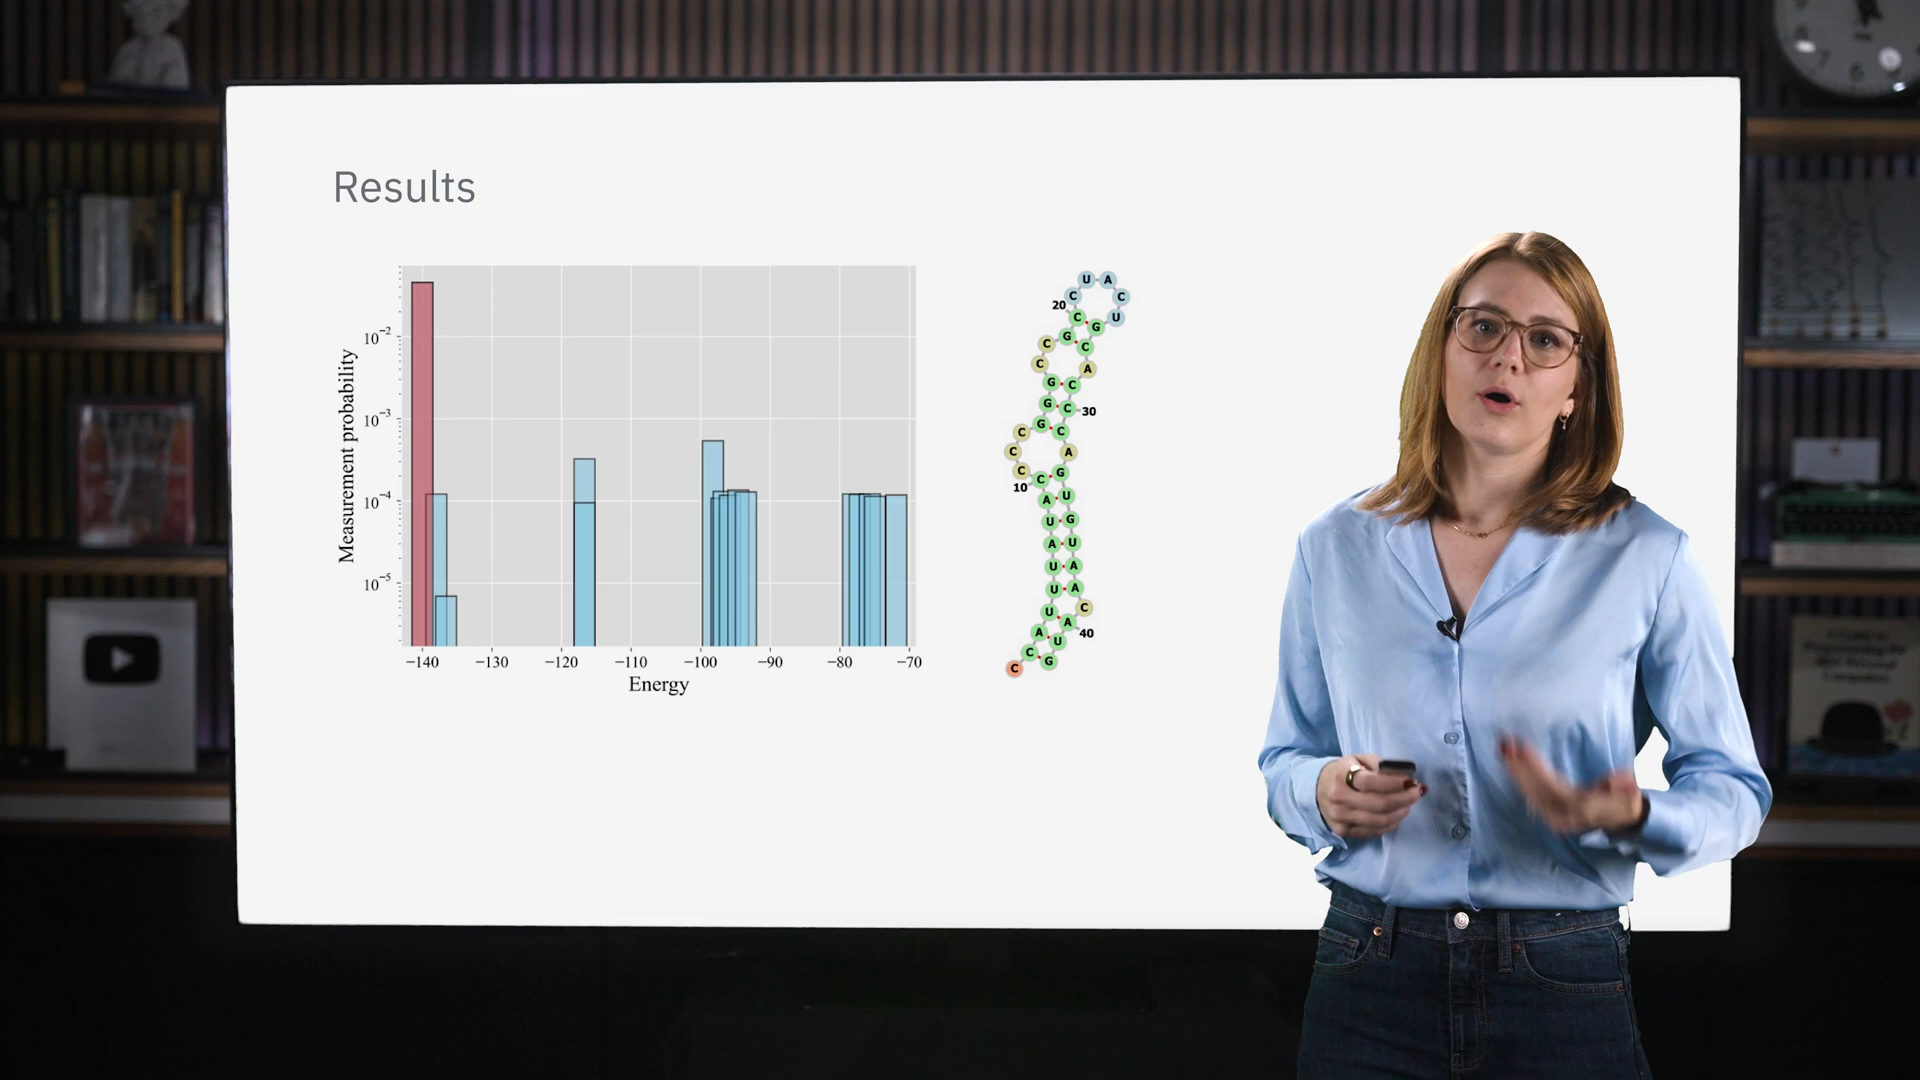 Results
Measurement probability
10⁻²
10⁻³
10⁻⁴
10⁻⁵
−140 −130 −120 −110 −100 −90 −80 −70
Energy
U A
C C
20 U
C G
G C
C A
C G C
G C 30
G C
C A
C G
C C
10 A U
U G
A U
U A
U A
U C
A A 40
C U
C G